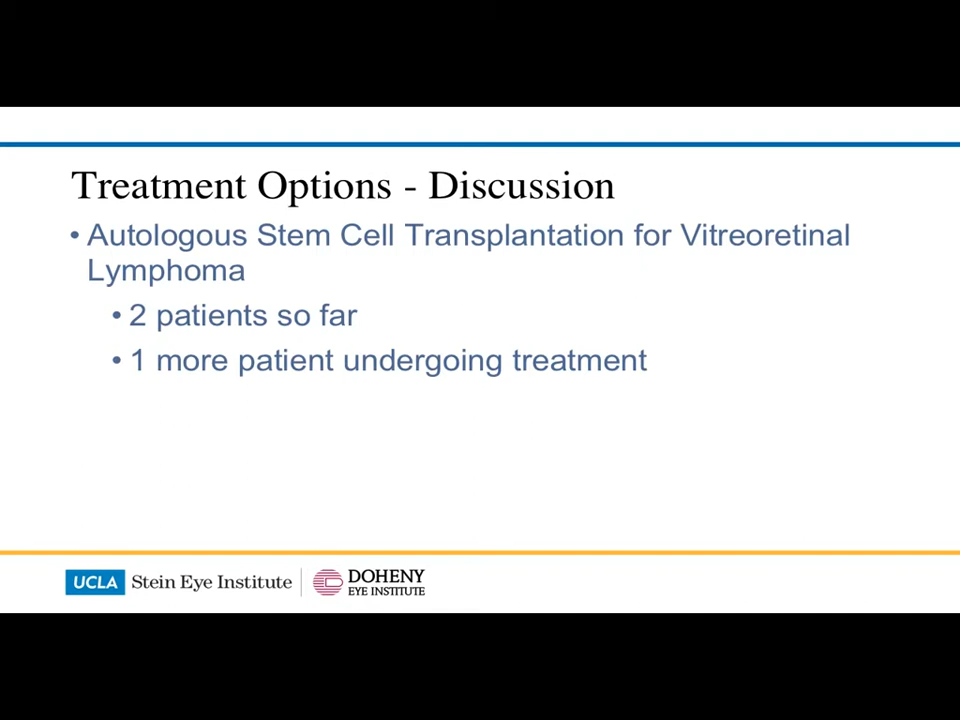 Treatment Options - Discussion
• Autologous Stem Cell Transplantation for Vitreoretinal
Lymphoma
• 2 patients so far
• 1 more patient undergoing treatment
UCLA Stein Eye Institute
DOHENY
EYE INSTITUTE